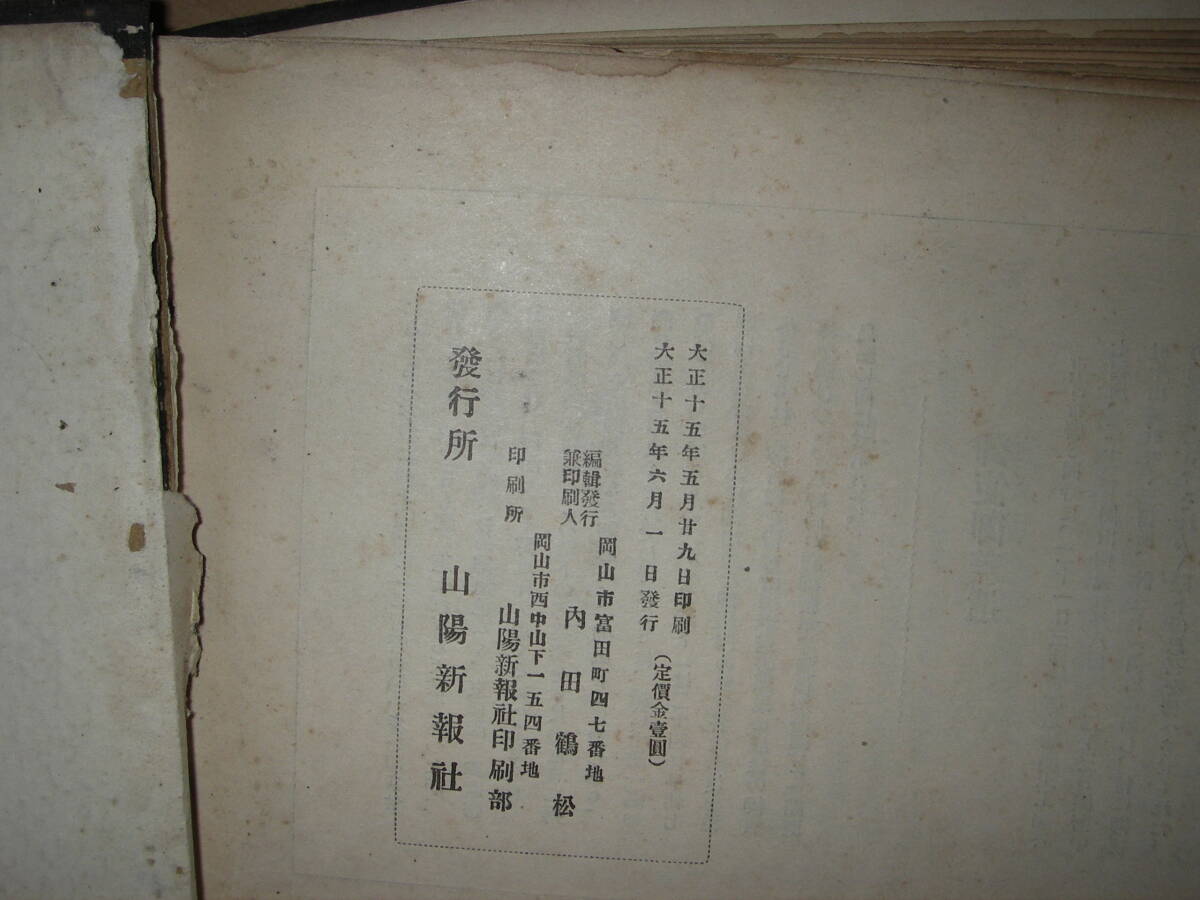 大正十五年五月廿九日印刷
大正十五年六月一日發行
（定價金壹圓）
岡山市富田町四七番地
編輯發行
兼印刷人
內田鶴松
岡山市西中山下一五四番地
印刷所
山陽新報社印刷部
發行所 山陽新報社